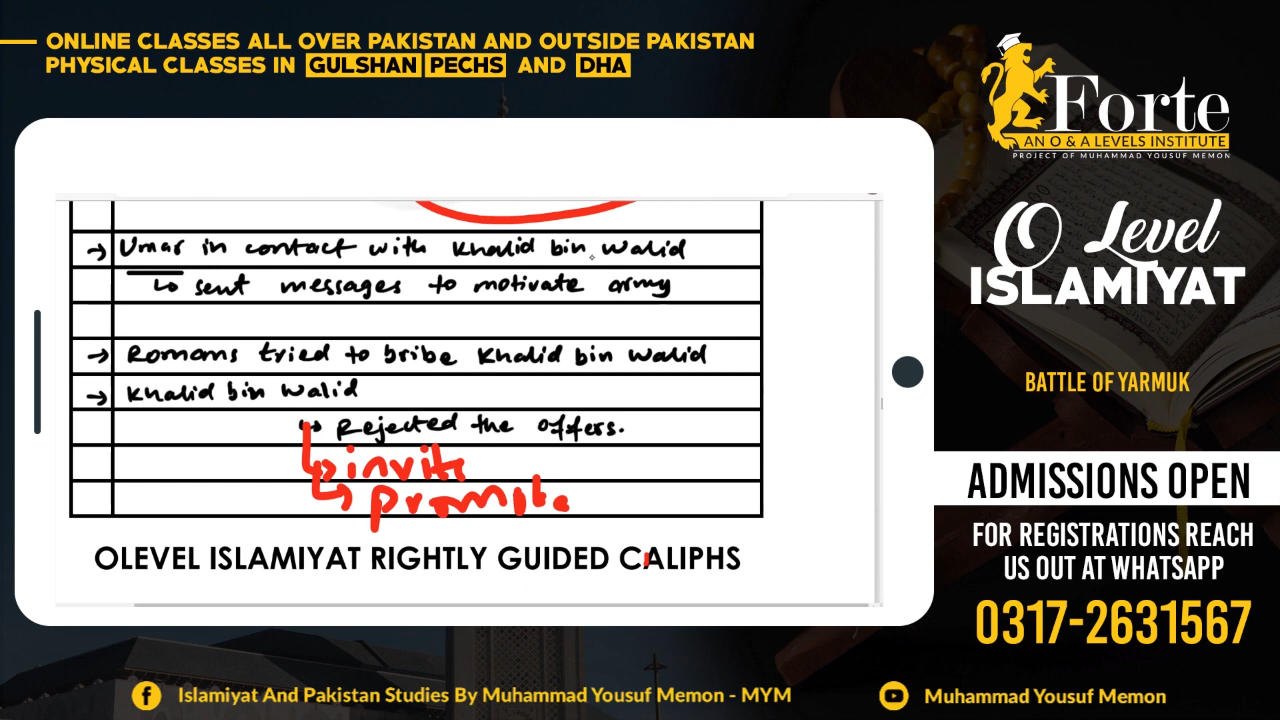 ONLINE CLASSES ALL OVER PAKISTAN AND OUTSIDE PAKISTAN
PHYSICAL CLASSES IN GULSHAN PECHS AND DHA
Forte
AN O & A LEVELS INSTITUTE
PROJECT OF MUHAMMAD YOUSUF MEMON
→ Umar in contact with Khalid bin Walid
↳ sent messages to motivate army
→ Romans tried to bribe Khalid bin Walid
→ Khalid bin Walid
↳ Rejected the offers.
↳ invite
↳ promote
OLEVEL ISLAMIYAT RIGHTLY GUIDED CALIPHS
O Level
ISLAMIYAT
BATTLE OF YARMUK
ADMISSIONS OPEN
FOR REGISTRATIONS REACH
US OUT AT WHATSAPP
0317-2631567
Islamiyat And Pakistan Studies By Muhammad Yousuf Memon - MYM
Muhammad Yousuf Memon